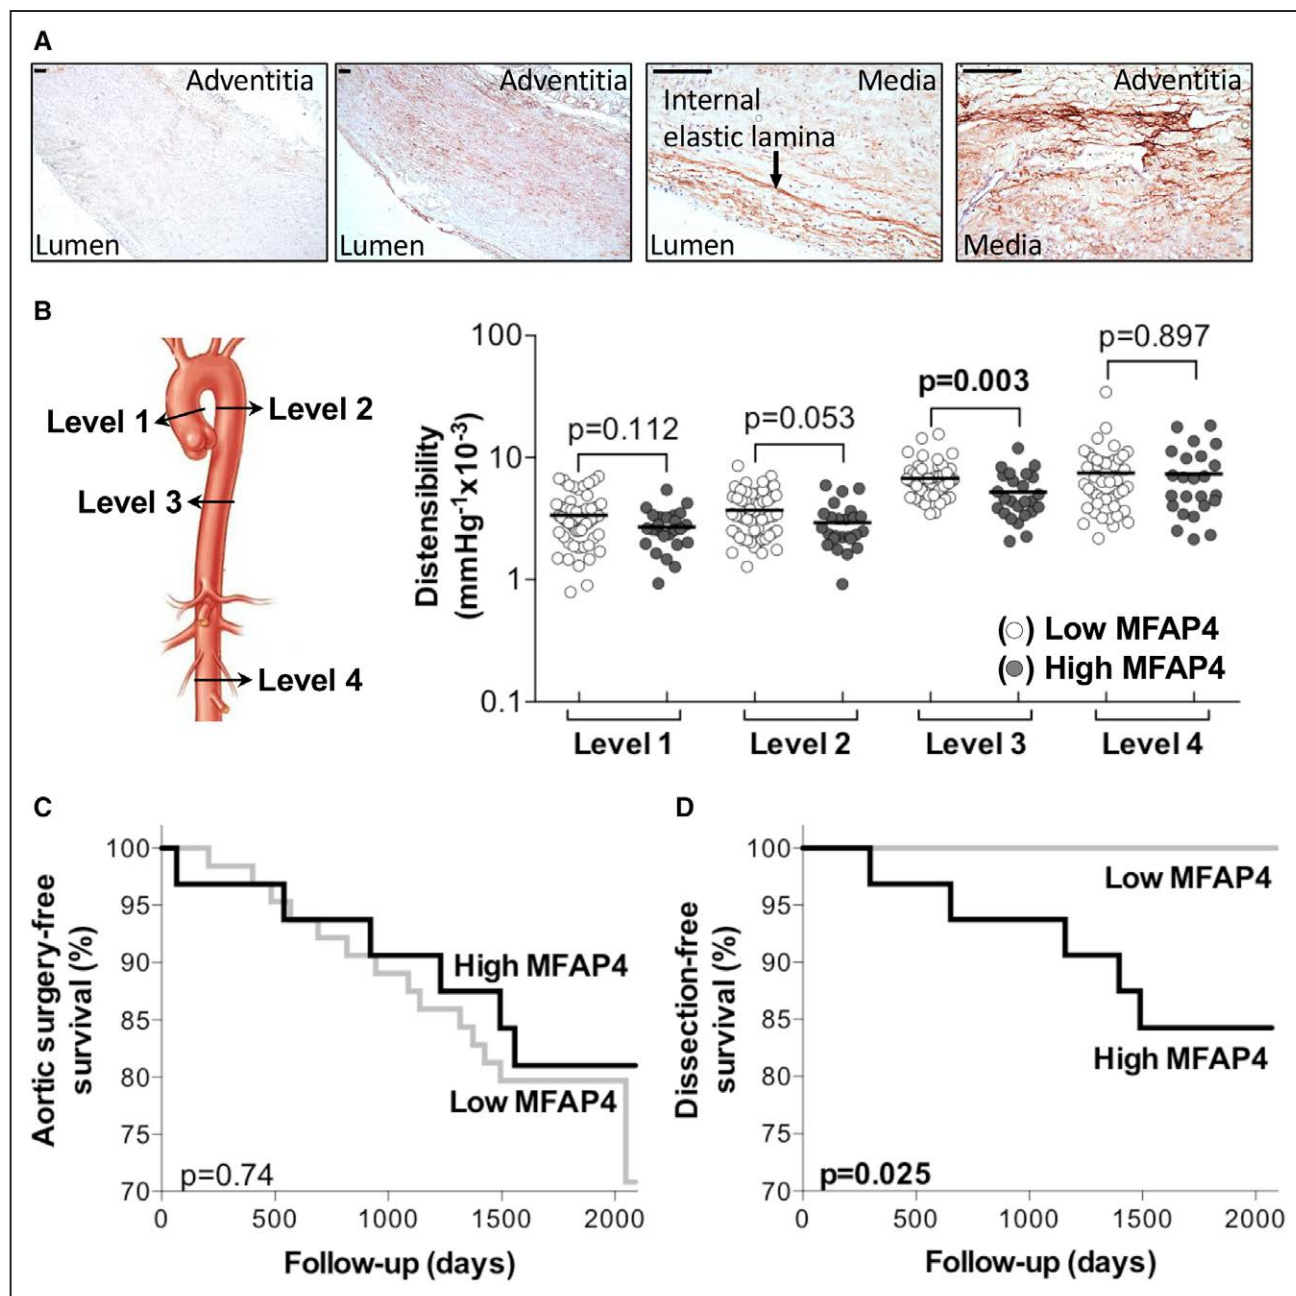 A
Adventitia
Lumen
Adventitia
Lumen
Media
Internal
elastic lamina
Lumen
Adventitia
Media
B
Level 1
Level 2
Level 3
Level 4
Distensibility
(mmHg⁻¹x10⁻³)
100
10
1
0.1
p=0.112
p=0.053
p=0.003
p=0.897
(○) Low MFAP4
(●) High MFAP4
Level 1
Level 2
Level 3
Level 4
C
Aortic surgery-free
survival (%)
100
95
90
85
80
75
70
High MFAP4
Low MFAP4
p=0.74
0 500 1000 1500 2000
Follow-up (days)
D
Dissection-free
survival (%)
100
95
90
85
80
75
70
Low MFAP4
High MFAP4
p=0.025
0 500 1000 1500 2000
Follow-up (days)